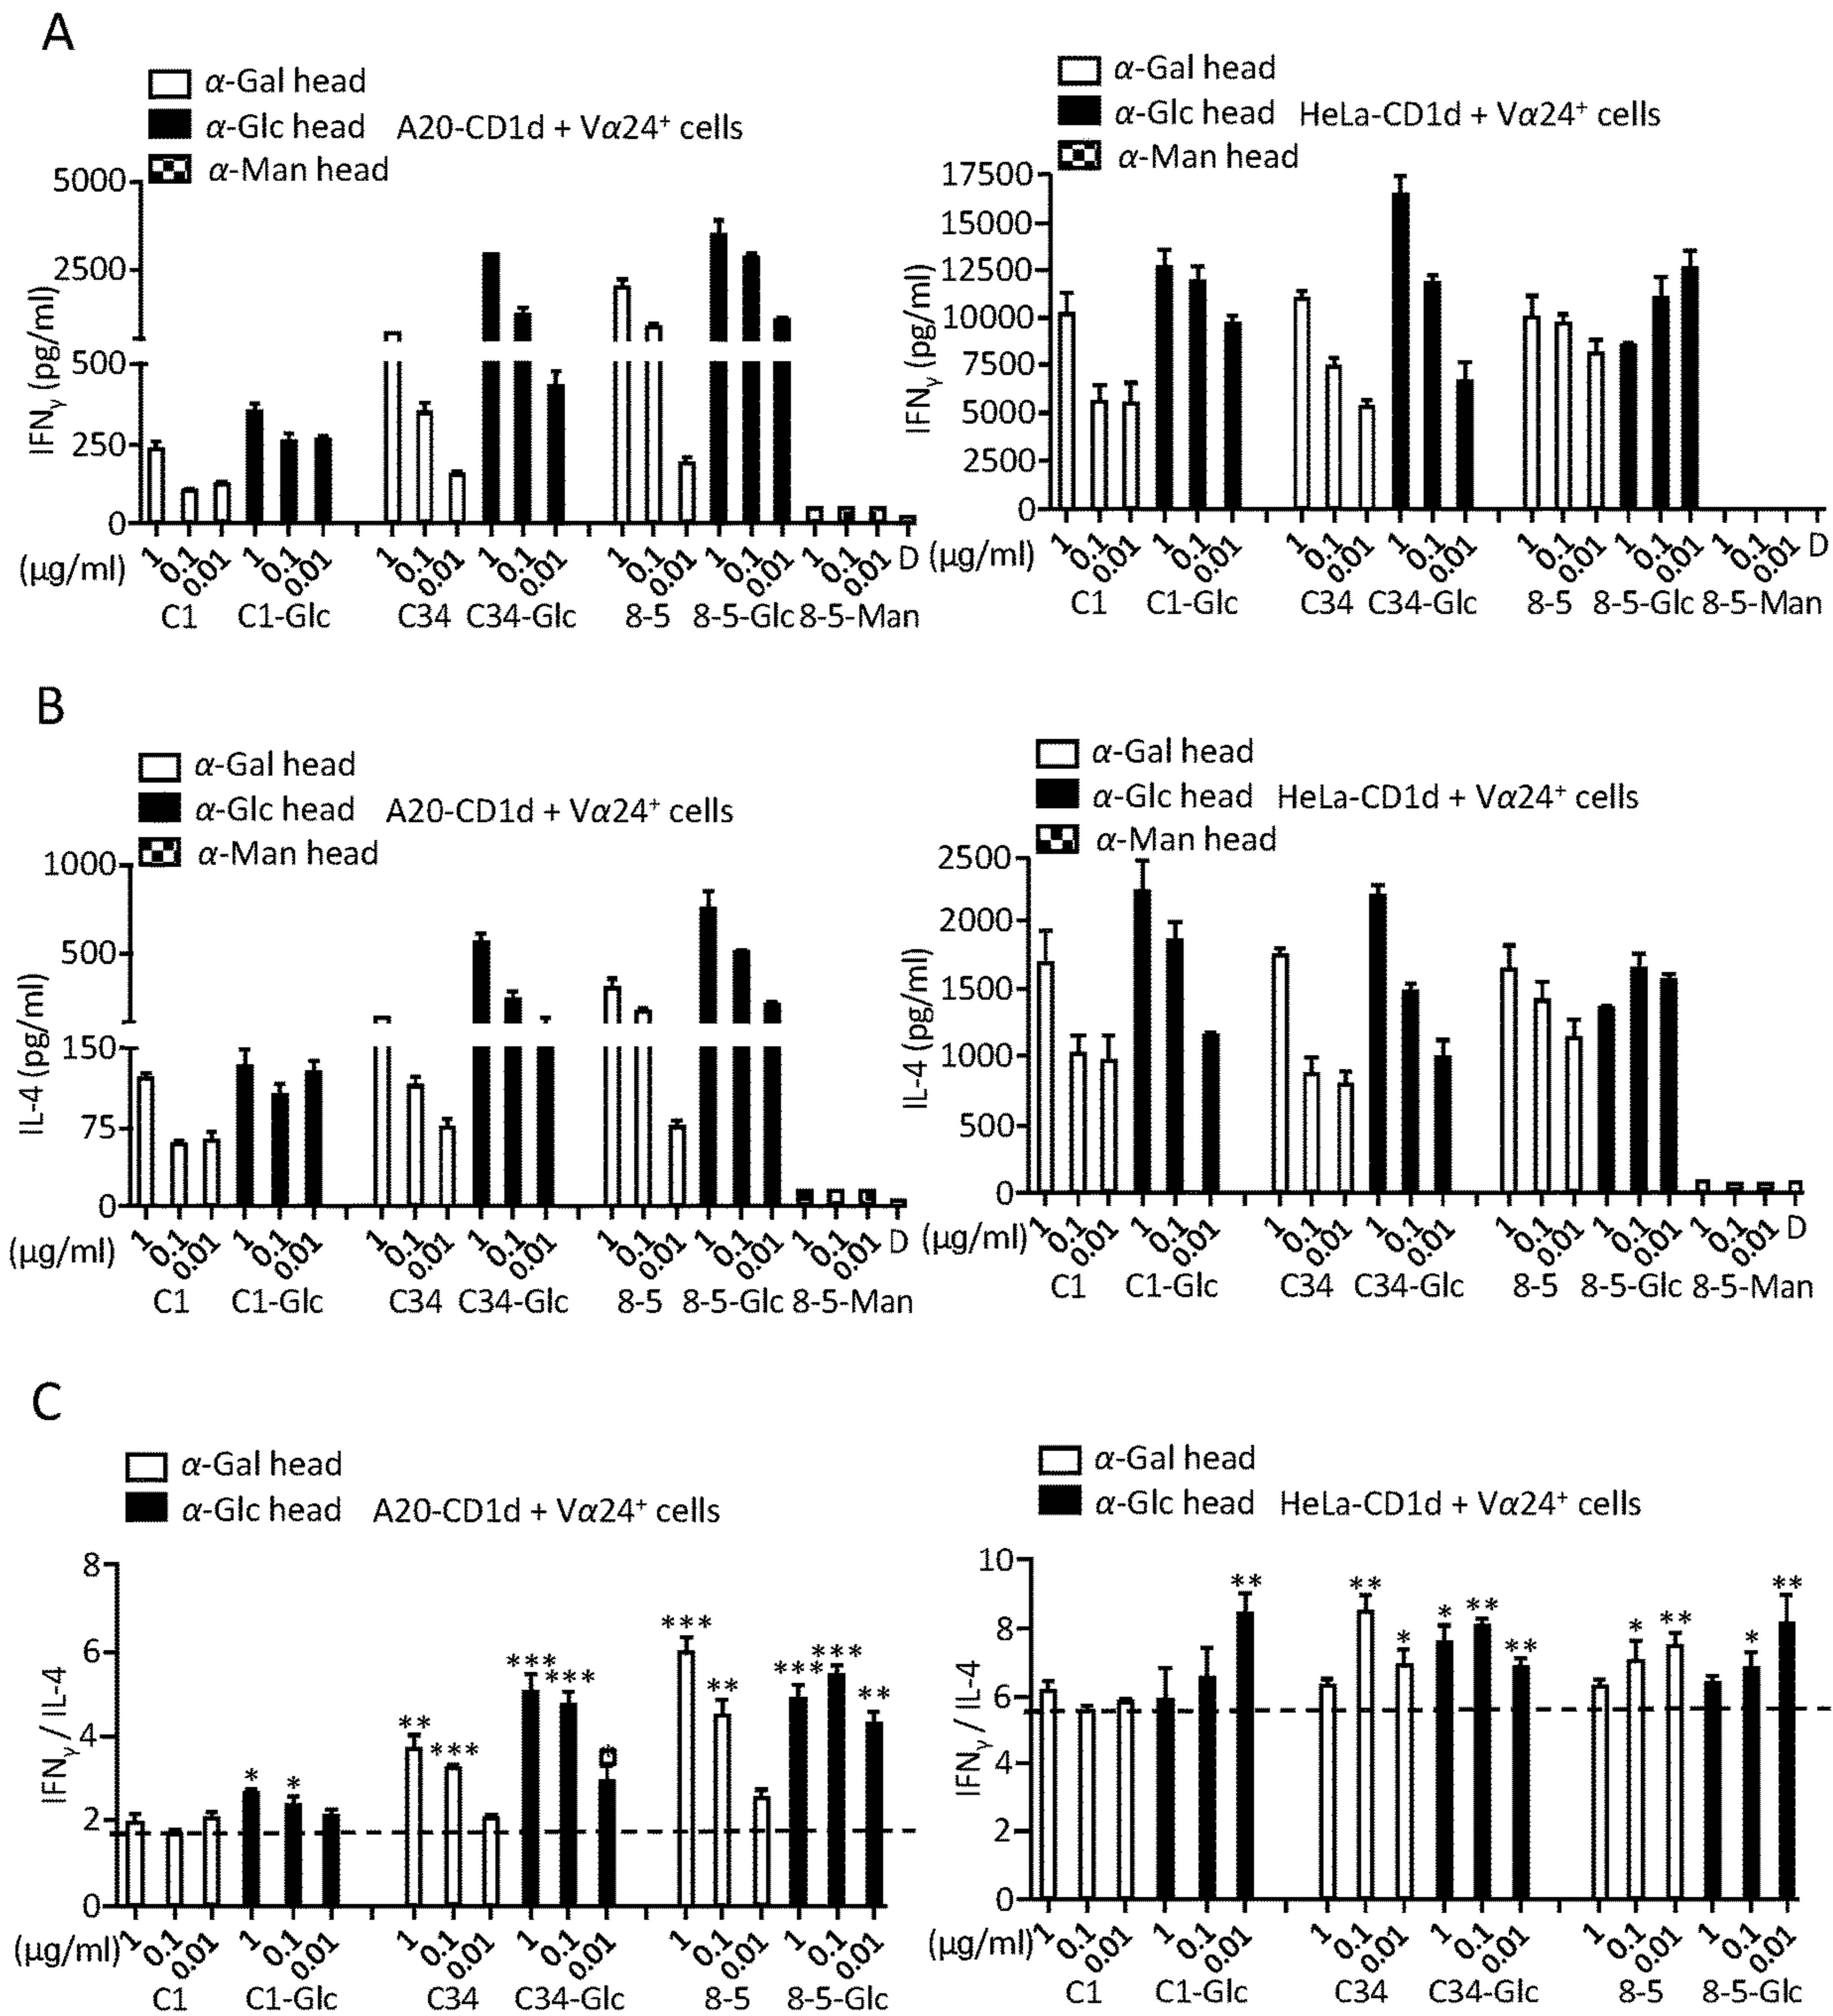 A
α-Gal head
α-Glc head A20-CD1d + Vα24⁺ cells
α-Man head
IFNγ (pg/ml)
5000
2500
500
250
0
(µg/ml) 1 0.1 0.01 1 0.1 0.01 1 0.1 0.01 1 0.1 0.01 1 0.1 0.01 1 0.1 0.01 1 0.1 0.01 D
C1 C1-Glc C34 C34-Glc 8-5 8-5-Glc 8-5-Man
α-Gal head
α-Glc head HeLa-CD1d + Vα24⁺ cells
α-Man head
IFNγ (pg/ml)
17500
15000
12500
10000
7500
5000
2500
0
(µg/ml) 1 0.1 0.01 1 0.1 0.01 1 0.1 0.01 1 0.1 0.01 1 0.1 0.01 1 0.1 0.01 1 0.1 0.01 D
C1 C1-Glc C34 C34-Glc 8-5 8-5-Glc 8-5-Man
B
α-Gal head
α-Glc head A20-CD1d + Vα24⁺ cells
α-Man head
IL-4 (pg/ml)
1000
500
150
75
0
(µg/ml) 1 0.1 0.01 1 0.1 0.01 1 0.1 0.01 1 0.1 0.01 1 0.1 0.01 1 0.1 0.01 1 0.1 0.01 D
C1 C1-Glc C34 C34-Glc 8-5 8-5-Glc 8-5-Man
α-Gal head
α-Glc head HeLa-CD1d + Vα24⁺ cells
α-Man head
IL-4 (pg/ml)
2500
2000
1500
1000
500
0
(µg/ml) 1 0.1 0.01 1 0.1 0.01 1 0.1 0.01 1 0.1 0.01 1 0.1 0.01 1 0.1 0.01 1 0.1 0.01 D
C1 C1-Glc C34 C34-Glc 8-5 8-5-Glc 8-5-Man
C
α-Gal head
α-Glc head A20-CD1d + Vα24⁺ cells
IFNγ / IL-4
8
6
4
2
0
* * ** *** *** *** * *** ** *** *** **
(µg/ml) 1 0.1 0.01 1 0.1 0.01 1 0.1 0.01 1 0.1 0.01 1 0.1 0.01 1 0.1 0.01
C1 C1-Glc C34 C34-Glc 8-5 8-5-Glc
α-Gal head
α-Glc head HeLa-CD1d + Vα24⁺ cells
IFNγ / IL-4
10
8
6
4
2
0
** ** * * ** ** * ** * **
(µg/ml) 1 0.1 0.01 1 0.1 0.01 1 0.1 0.01 1 0.1 0.01 1 0.1 0.01 1 0.1 0.01
C1 C1-Glc C34 C34-Glc 8-5 8-5-Glc